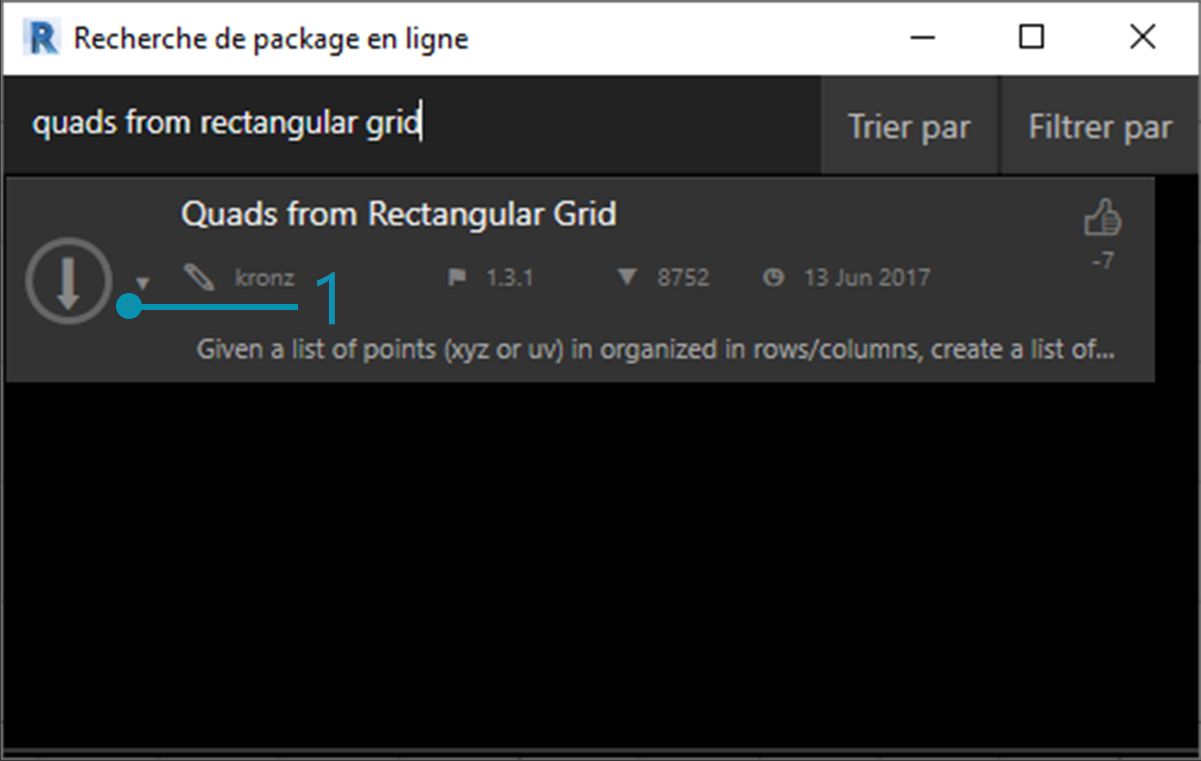 Recherche de package en ligne
quads from rectangular grid
Trier par
Filtrer par
Quads from Rectangular Grid
kronz 1.3.1 8752 13 Jun 2017
-7
1
Given a list of points (xyz or uv) in organized in rows/columns, create a list of...